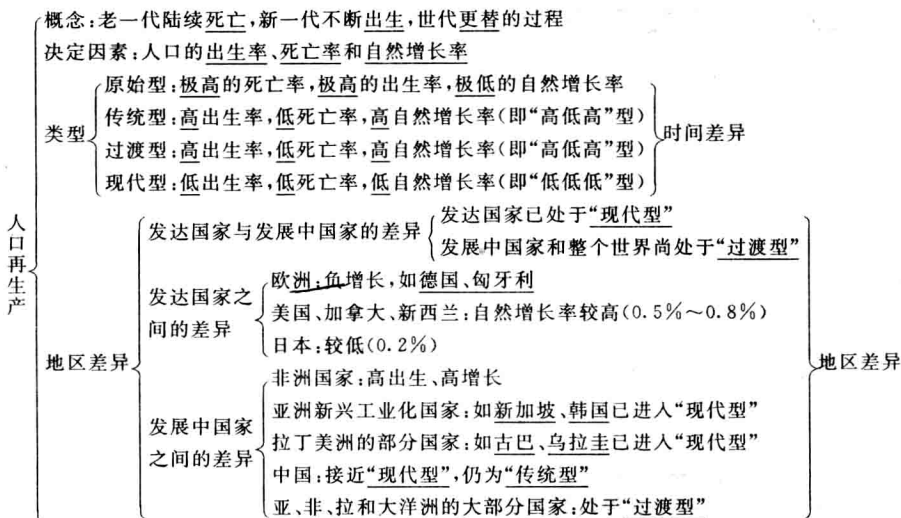 概念:老一代陆续死亡,新一代不断出生,世代更替的过程
决定因素:人口的出生率、死亡率和自然增长率
原始型:极高的死亡率,极高的出生率,极低的自然增长率
传统型:高出生率,低死亡率,高自然增长率(即“高低高”型)
类型
时间差异
过渡型:高出生率,低死亡率,高自然增长率(即“高低高”型)
现代型:低出生率,低死亡率,低自然增长率(即“低低低”型)
人口再生产
发达国家与发展中国家的差异
发达国家已处于“现代型”
发展中国家和整个世界尚处于“过渡型”
发达国家之
间的差异
欧洲:负增长,如德国、匈牙利
美国、加拿大、新西兰:自然增长率较高(0.5%~0.8%)
日本:较低(0.2%)
地区差异
地区差异
发展中国家
之间的差异
非洲国家:高出生、高增长
亚洲新兴工业化国家:如新加坡、韩国已进入“现代型”
拉丁美洲的部分国家:如古巴、乌拉圭已进入“现代型”
中国:接近“现代型”,仍为“传统型”
亚、非、拉和大洋洲的大部分国家:处于“过渡型”